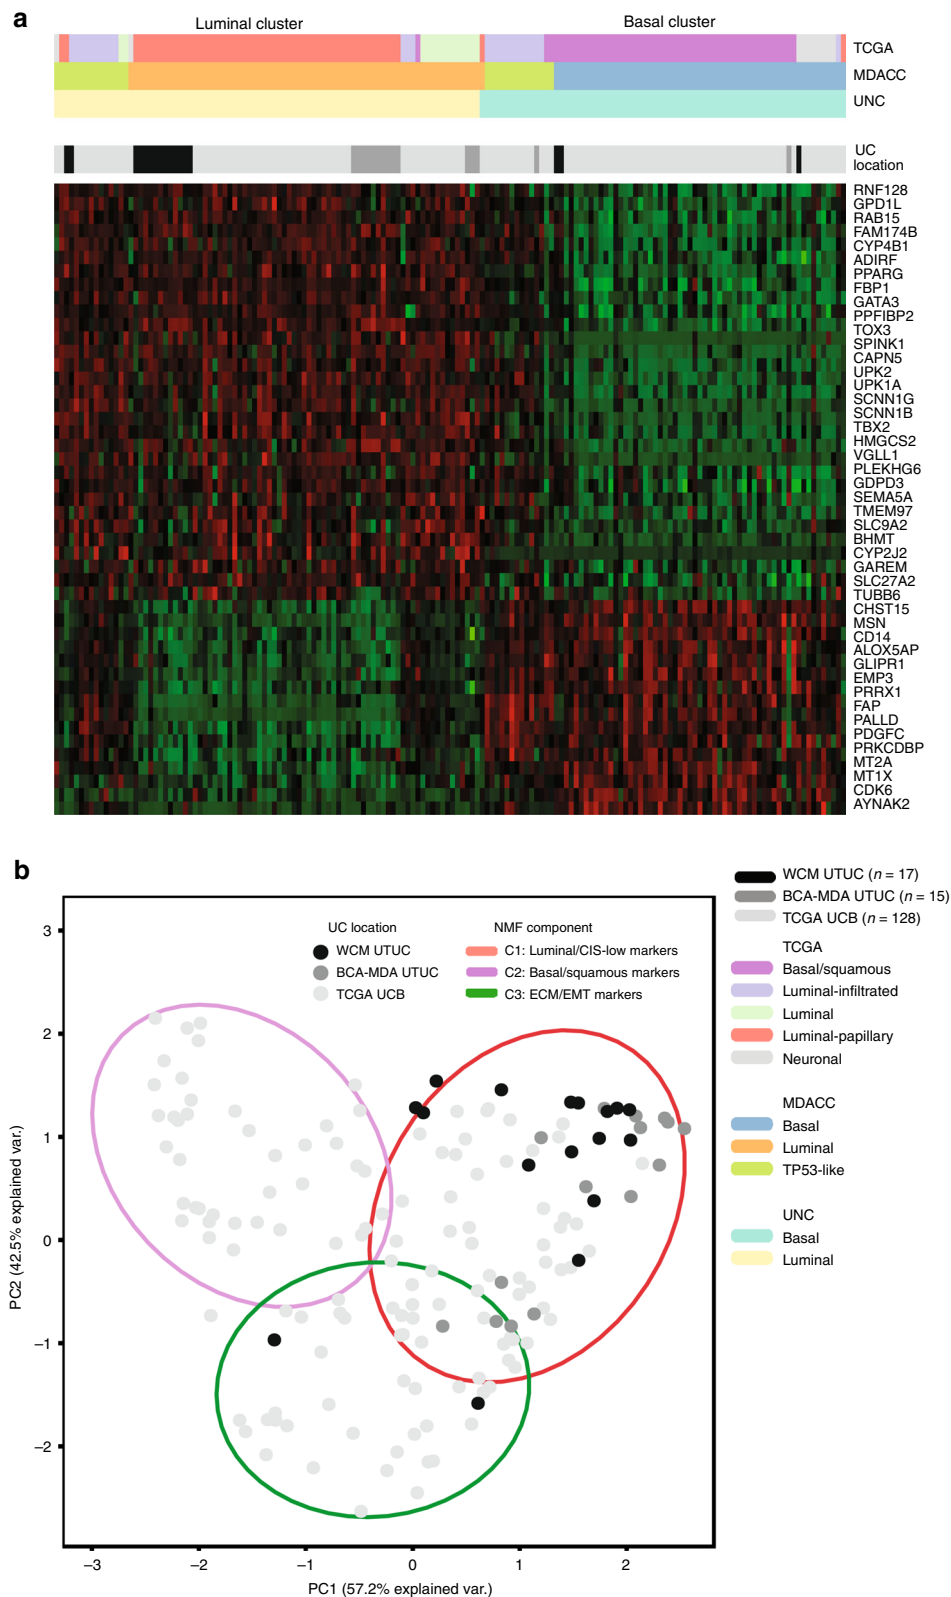 a
Luminal cluster
Basal cluster
TCGA
MDACC
UNC
UC
location
RNF128
GPD1L
RAB15
FAM174B
CYP4B1
ADIRF
PPARG
FBP1
GATA3
PPFIBP2
TOX3
SPINK1
CAPN5
UPK2
UPK1A
SCNN1G
SCNN1B
TBX2
HMGCS2
VGLL1
PLEKHG6
GDPD3
SEMA5A
TMEM97
SLC9A2
BHMT
CYP2J2
GAREM
SLC27A2
TUBB6
CHST15
MSN
CD14
ALOX5AP
GLIPR1
EMP3
PRRX1
FAP
PALLD
PDGFC
PRKCDBP
MT2A
MT1X
CDK6
AYNAK2
b
WCM UTUC (n = 17)
BCA-MDA UTUC (n = 15)
TCGA UCB (n = 128)
TCGA
Basal/squamous
Luminal-infiltrated
Luminal
Luminal-papillary
Neuronal
MDACC
Basal
Luminal
TP53-like
UNC
Basal
Luminal
UC location
WCM UTUC
BCA-MDA UTUC
TCGA UCB
NMF component
C1: Luminal/CIS-low markers
C2: Basal/squamous markers
C3: ECM/EMT markers
PC2 (42.5% explained var.)
3
2
1
0
−1
−2
−3 −2 −1 0 1 2
PC1 (57.2% explained var.)